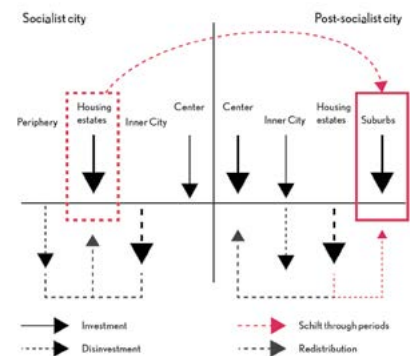 Socialist city
Post-socialist city
Periphery
Housing
estates
Inner City
Center
Center
Inner City
Housing
estates
Suburbs
Investment
Disinvestment
Schift through periods
Redistribution